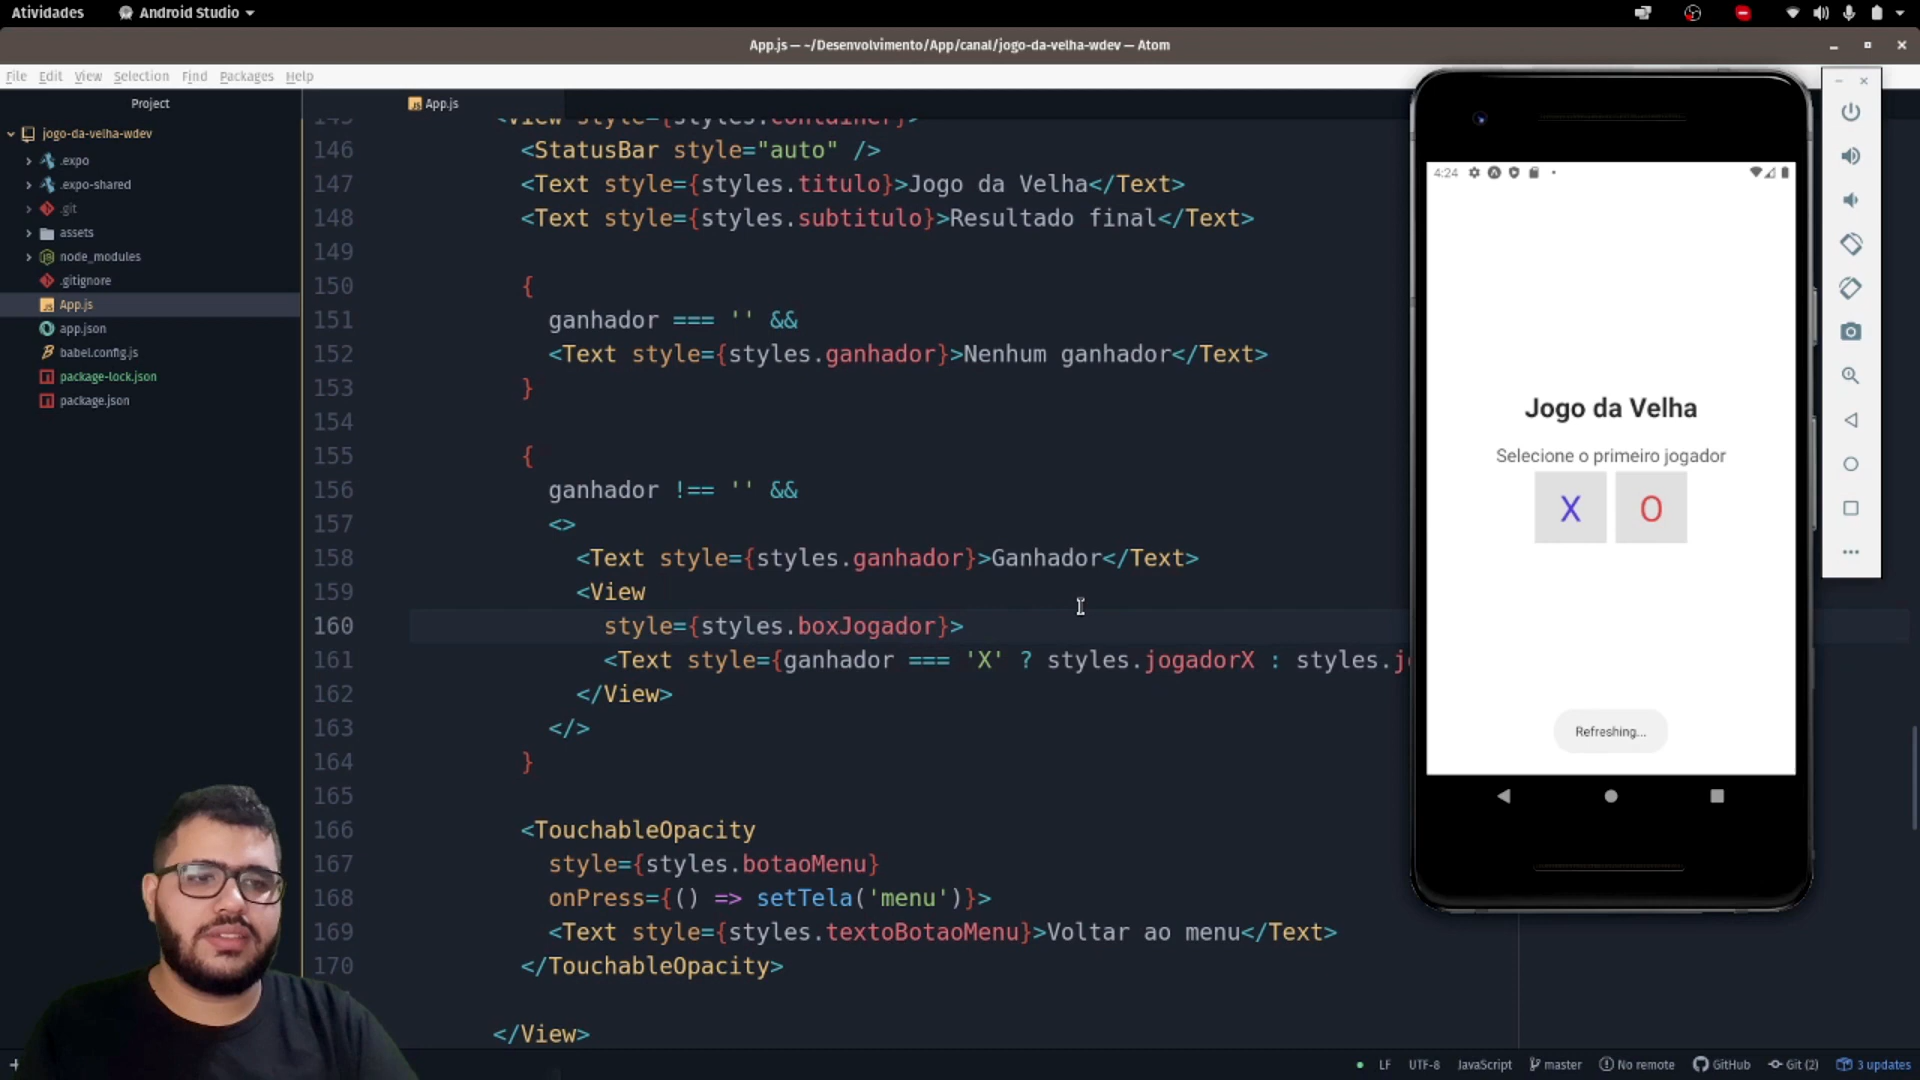 Atividades
Android Studio
App.js — ~/Desenvolvimento/App/canal/jogo-da-velha-wdev — Atom
File Edit View Selection Find Packages Help
Project
jogo-da-velha-wdev
.expo
.expo-shared
.git
assets
node_modules
.gitignore
App.js
app.json
babel.config.js
package-lock.json
package.json
App.js
145 <View style={styles.container}>
146 <StatusBar style="auto" />
147 <Text style={styles.titulo}>Jogo da Velha</Text>
148 <Text style={styles.subtitulo}>Resultado final</Text>
149
150 {
151 ganhador === '' &&
152 <Text style={styles.ganhador}>Nenhum ganhador</Text>
153 }
154
155 {
156 ganhador !== '' &&
157 <>
158 <Text style={styles.ganhador}>Ganhador</Text>
159 <View
160 style={styles.boxJogador}>
161 <Text style={ganhador === 'X' ? styles.jogadorX : styles.j
162 </View>
163 </>
164 }
165
166 <TouchableOpacity
167 style={styles.botaoMenu}
168 onPress={() => setTela('menu')}>
169 <Text style={styles.textoBotaoMenu}>Voltar ao menu</Text>
170 </TouchableOpacity>
</View>
4:24
Jogo da Velha
Selecione o primeiro jogador
X O
Refreshing...
LF UTF-8 JavaScript master No remote GitHub Git (2) 3 updates